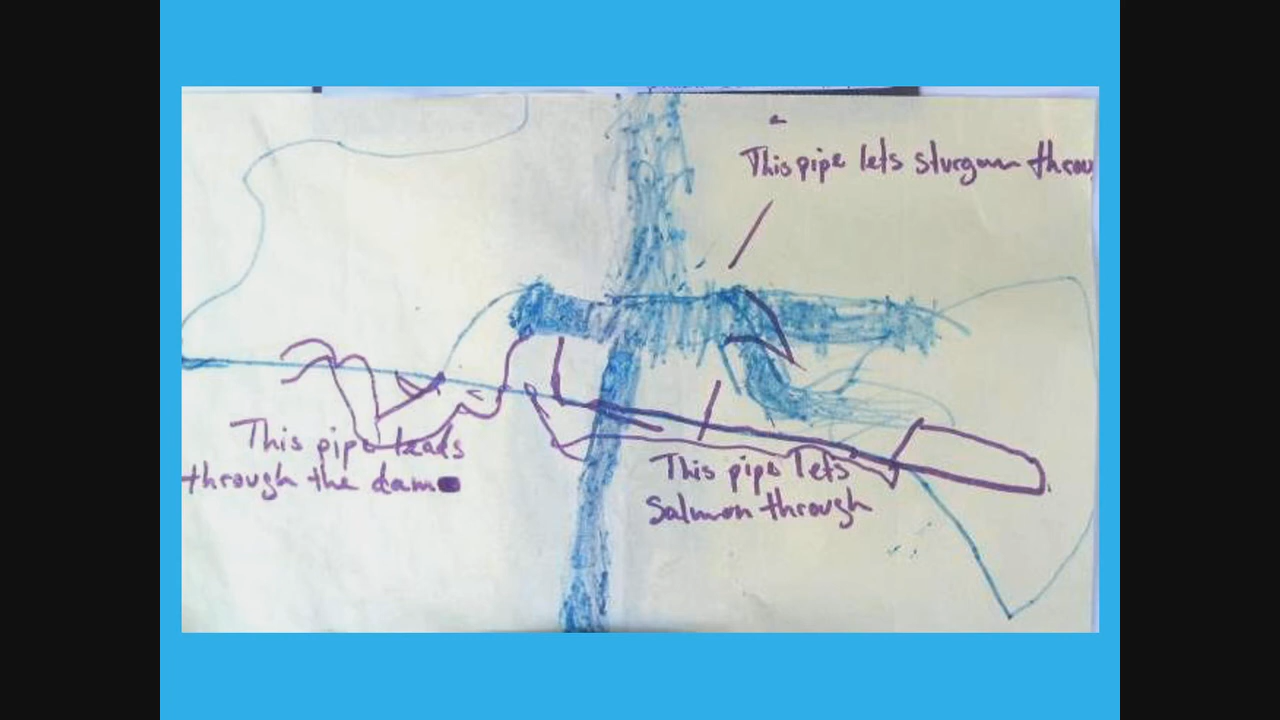 This pipe lets sturgeon throu
This pipe leads
through the dam
This pipe lets
Salmon through